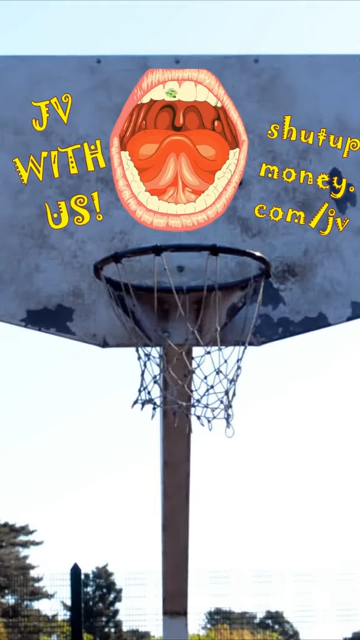 JV
WITH
US!
shutup
money.
com/jv